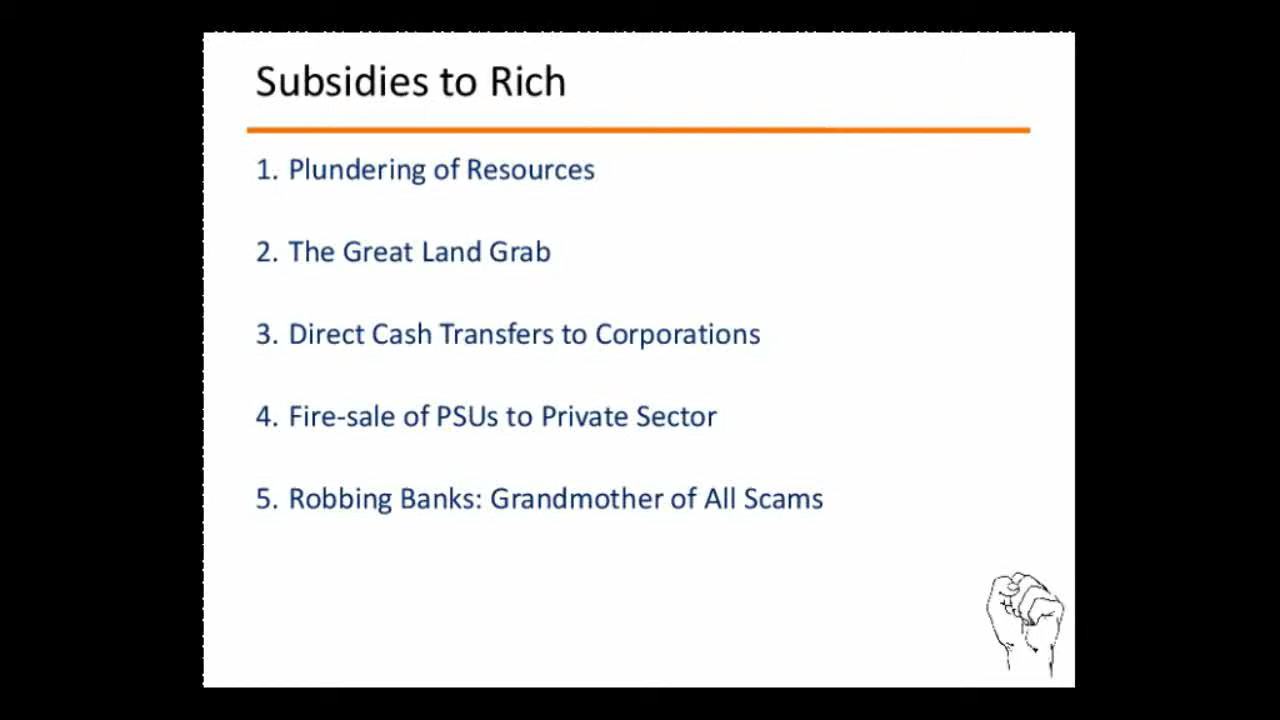 Subsidies to Rich
1. Plundering of Resources
2. The Great Land Grab
3. Direct Cash Transfers to Corporations
4. Fire-sale of PSUs to Private Sector
5. Robbing Banks: Grandmother of All Scams